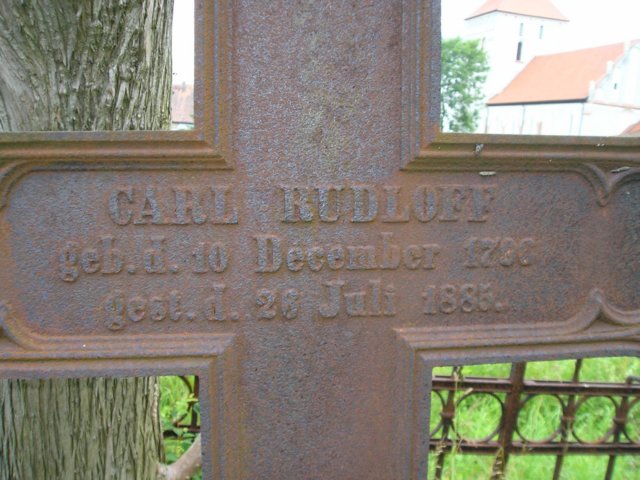 CARL RUDLOFF
geb. d. 10 December
gest. d. 26 Juli 1885.